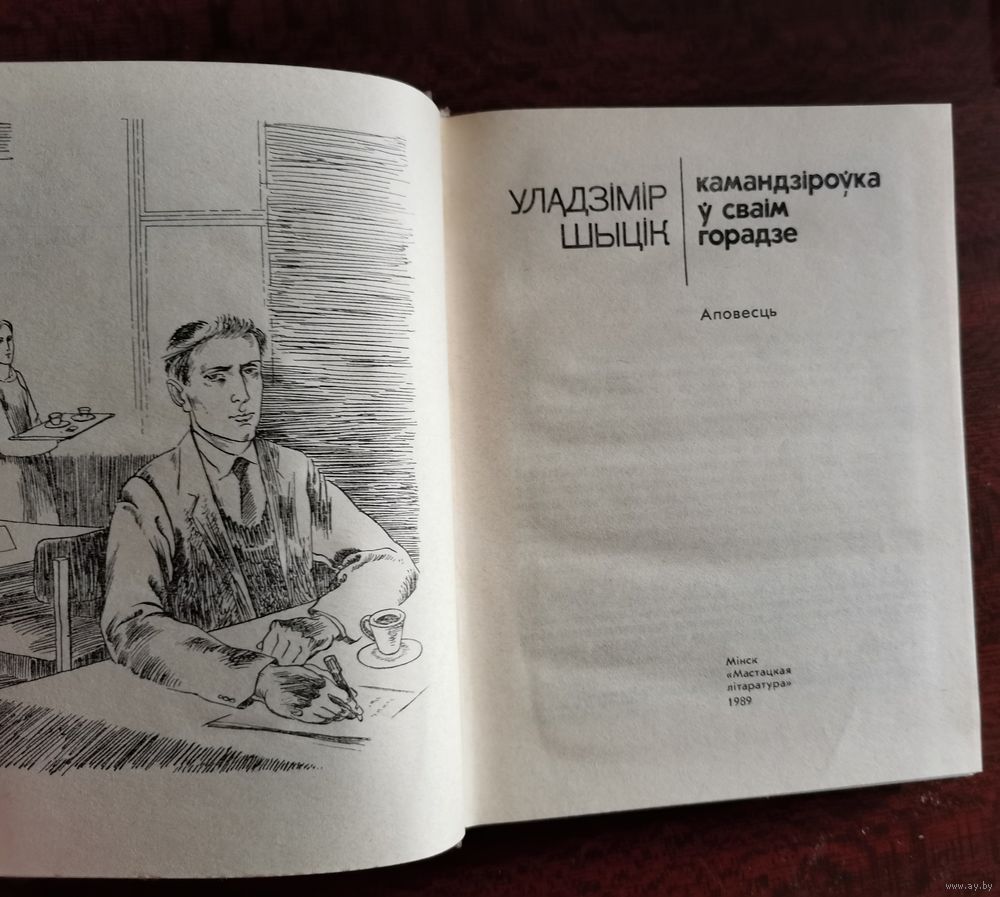 УЛАДЗІМІР
ШЫЦІК
камандзіроўка
ў сваім
горадзе
Аповесць
Мінск
«Мастацкая
літаратура»
1989
www.ay.by